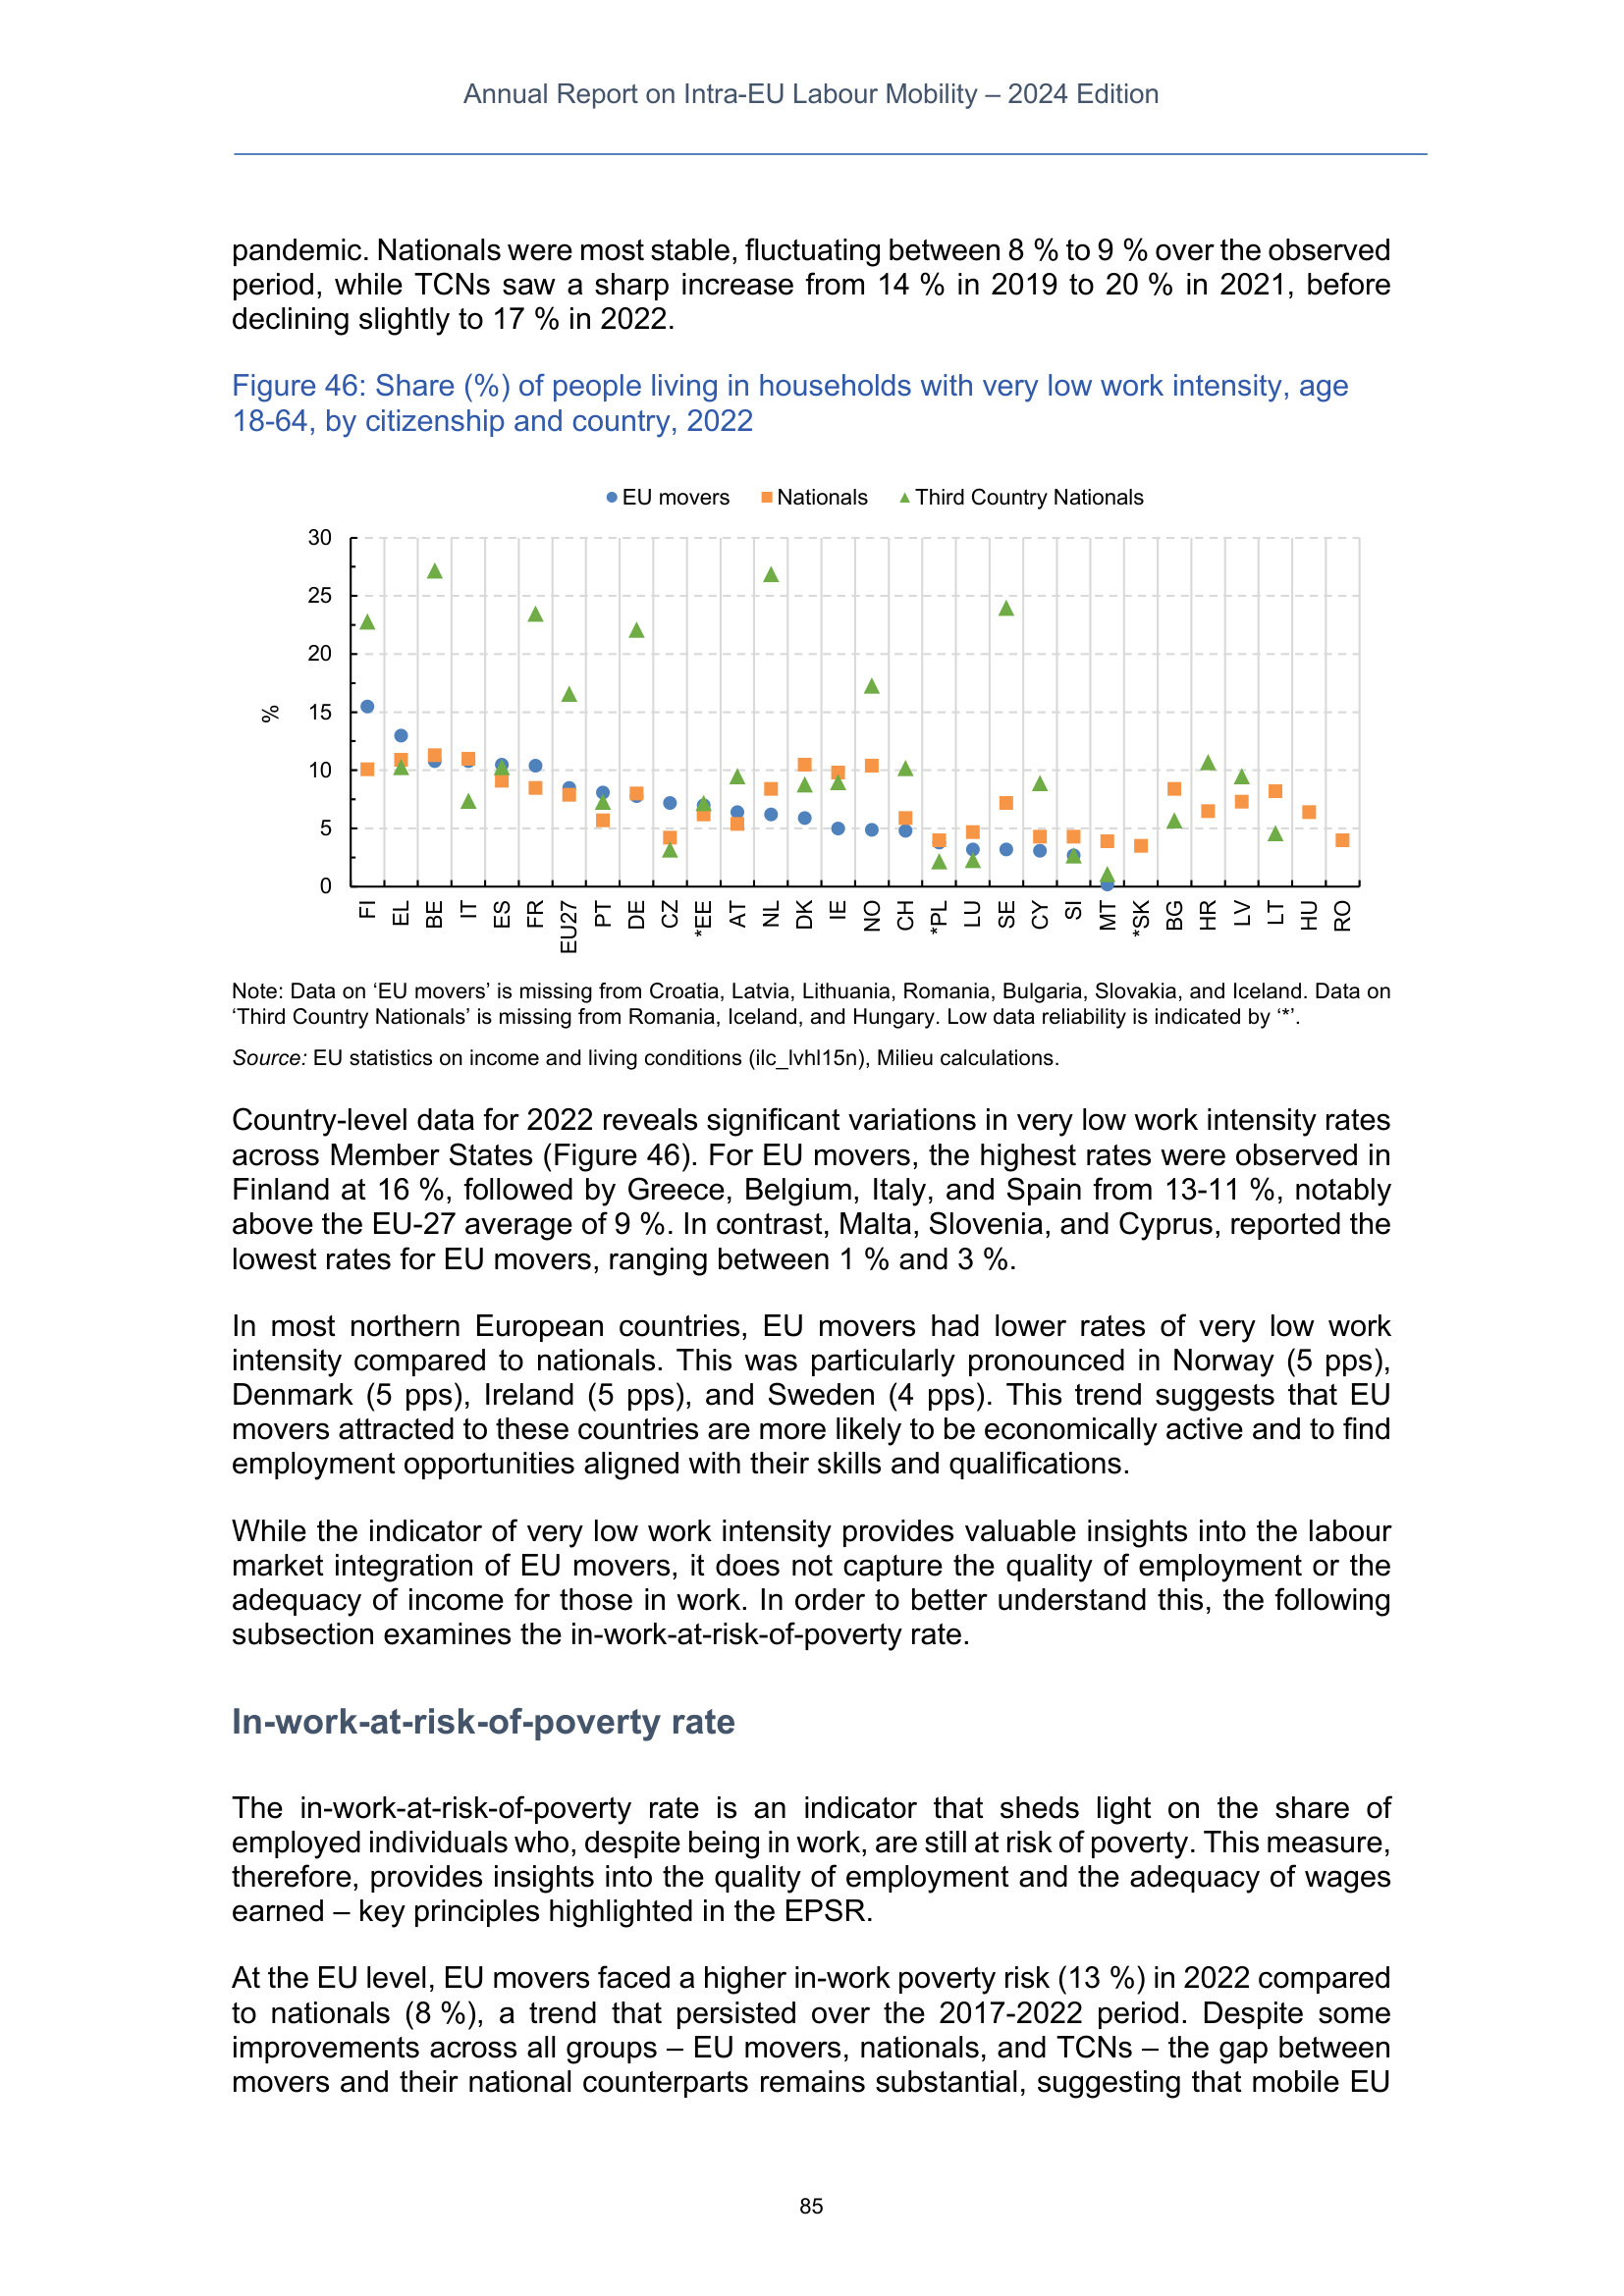 Annual Report on Intra-EU Labour Mobility – 2024 Edition
pandemic. Nationals were most stable, fluctuating between 8 % to 9 % over the observed
period, while TCNs saw a sharp increase from 14 % in 2019 to 20 % in 2021, before
declining slightly to 17 % in 2022.
Figure 46: Share (%) of people living in households with very low work intensity, age
18-64, by citizenship and country, 2022
EU movers Nationals Third Country Nationals
30
25
20
15
10
5
0
%
FI EL BE IT ES FR EU27 PT DE CZ *EE AT NL DK IE NO CH *PL LU SE CY SI MT *SK BG HR LV LT HU RO
Note: Data on ‘EU movers’ is missing from Croatia, Latvia, Lithuania, Romania, Bulgaria, Slovakia, and Iceland. Data on
‘Third Country Nationals’ is missing from Romania, Iceland, and Hungary. Low data reliability is indicated by ‘*’.
Source: EU statistics on income and living conditions (ilc_lvhl15n), Milieu calculations.
Country-level data for 2022 reveals significant variations in very low work intensity rates
across Member States (Figure 46). For EU movers, the highest rates were observed in
Finland at 16 %, followed by Greece, Belgium, Italy, and Spain from 13-11 %, notably
above the EU-27 average of 9 %. In contrast, Malta, Slovenia, and Cyprus, reported the
lowest rates for EU movers, ranging between 1 % and 3 %.
In most northern European countries, EU movers had lower rates of very low work
intensity compared to nationals. This was particularly pronounced in Norway (5 pps),
Denmark (5 pps), Ireland (5 pps), and Sweden (4 pps). This trend suggests that EU
movers attracted to these countries are more likely to be economically active and to find
employment opportunities aligned with their skills and qualifications.
While the indicator of very low work intensity provides valuable insights into the labour
market integration of EU movers, it does not capture the quality of employment or the
adequacy of income for those in work. In order to better understand this, the following
subsection examines the in-work-at-risk-of-poverty rate.
In-work-at-risk-of-poverty rate
The in-work-at-risk-of-poverty rate is an indicator that sheds light on the share of
employed individuals who, despite being in work, are still at risk of poverty. This measure,
therefore, provides insights into the quality of employment and the adequacy of wages
earned – key principles highlighted in the EPSR.
At the EU level, EU movers faced a higher in-work poverty risk (13 %) in 2022 compared
to nationals (8 %), a trend that persisted over the 2017-2022 period. Despite some
improvements across all groups – EU movers, nationals, and TCNs – the gap between
movers and their national counterparts remains substantial, suggesting that mobile EU
85